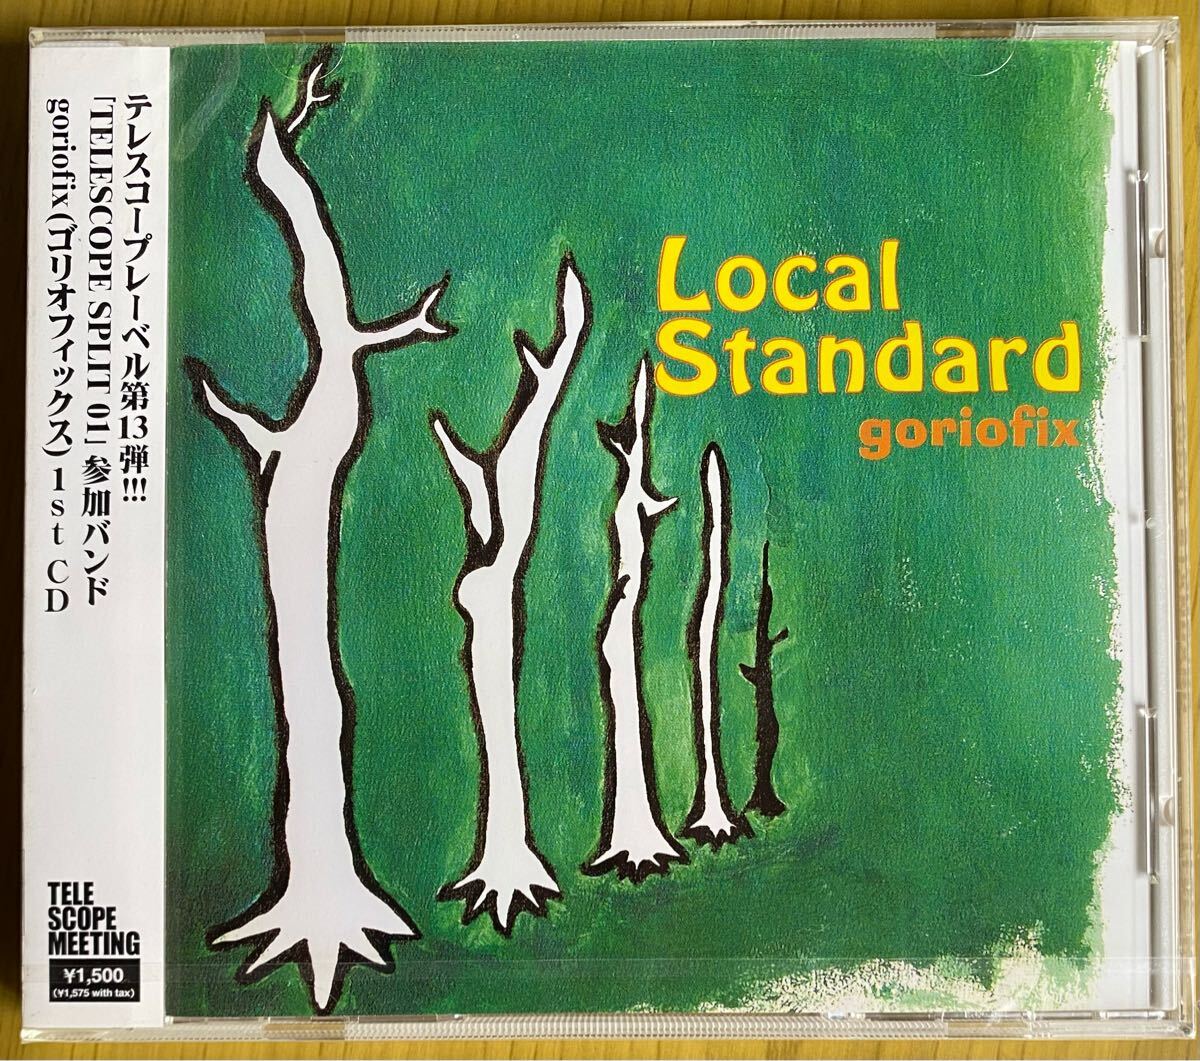 テレスコープレーベル第13弾!!!
「TELESCOPE SPLIT 01」参加バンド
goriofix(ゴリオフィックス)1st CD
TELE
SCOPE
MEETING
¥1,500
(¥1,575 with tax)
Local
Standard
goriofix